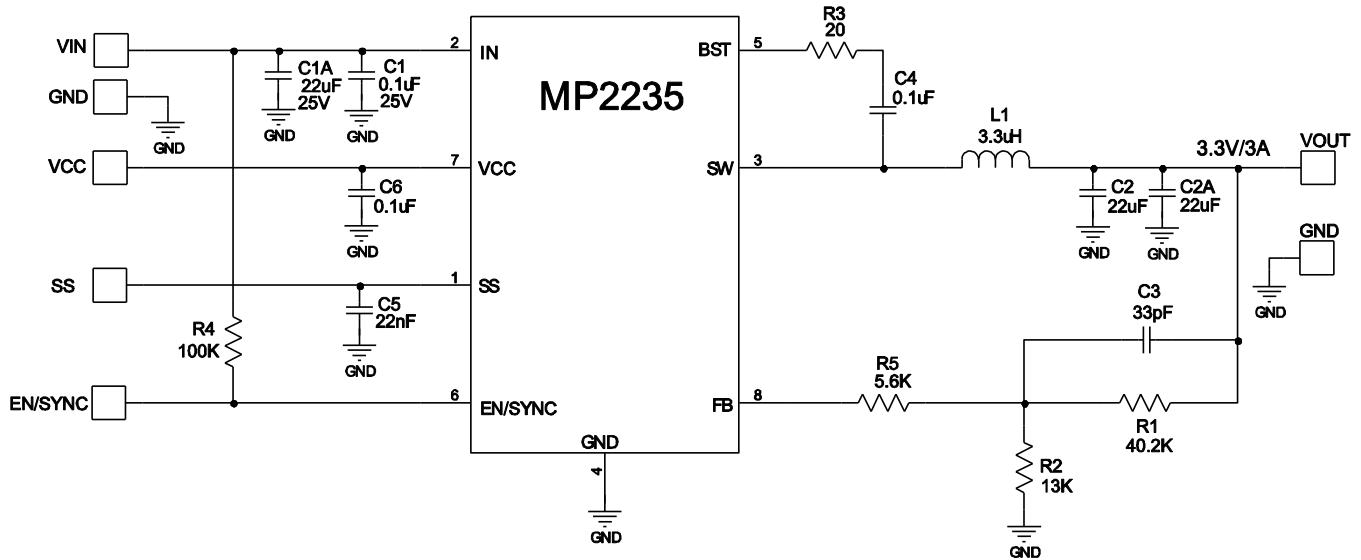 VIN
GND
GND
VCC
SS
EN/SYNC
R4
100K
C1A
22uF
25V
GND
C1
0.1uF
25V
GND
C6
0.1uF
GND
C5
22nF
GND
2
7
1
6
IN
VCC
SS
EN/SYNC
MP2235
BST
SW
FB
GND
4
GND
5
3
8
R3
20
C4
0.1uF
L1
3.3uH
C2
22uF
GND
C2A
22uF
GND
3.3V/3A
VOUT
GND
GND
C3
33pF
R5
5.6K
R1
40.2K
R2
13K
GND